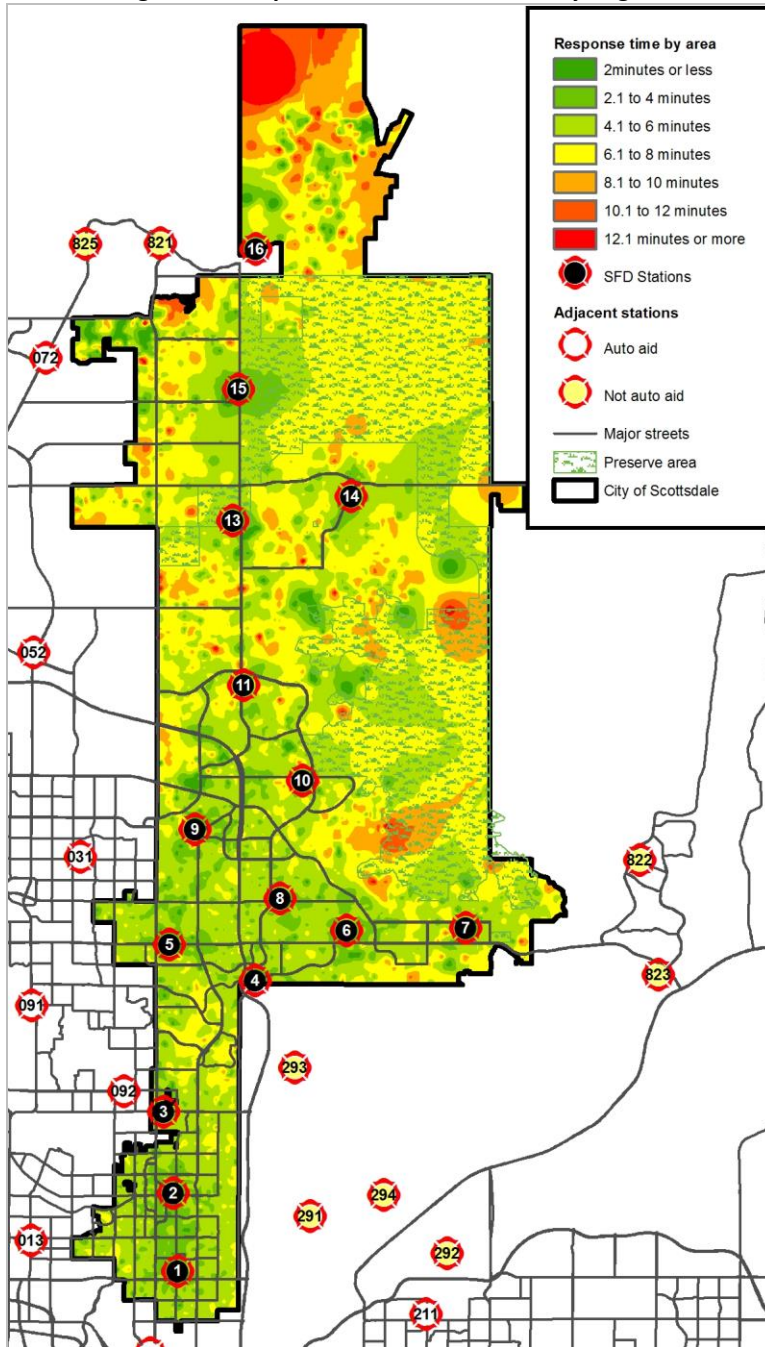 Response time by area
2minutes or less
2.1 to 4 minutes
4.1 to 6 minutes
6.1 to 8 minutes
8.1 to 10 minutes
10.1 to 12 minutes
12.1 minutes or more
SFD Stations
Adjacent stations
Auto aid
Not auto aid
Major streets
Preserve area
City of Scottsdale
825
821
16
072
15
14
13
052
11
10
9
031
822
8
6
7
5
823
4
091
293
092
3
2
294
291
013
292
1
211